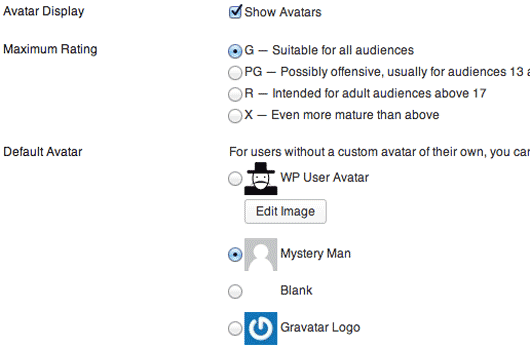 Avatar Display
Show Avatars
Maximum Rating
G — Suitable for all audiences
PG — Possibly offensive, usually for audiences 13 a
R — Intended for adult audiences above 17
X — Even more mature than above
Default Avatar
For users without a custom avatar of their own, you can
WP User Avatar
Edit Image
Mystery Man
Blank
Gravatar Logo